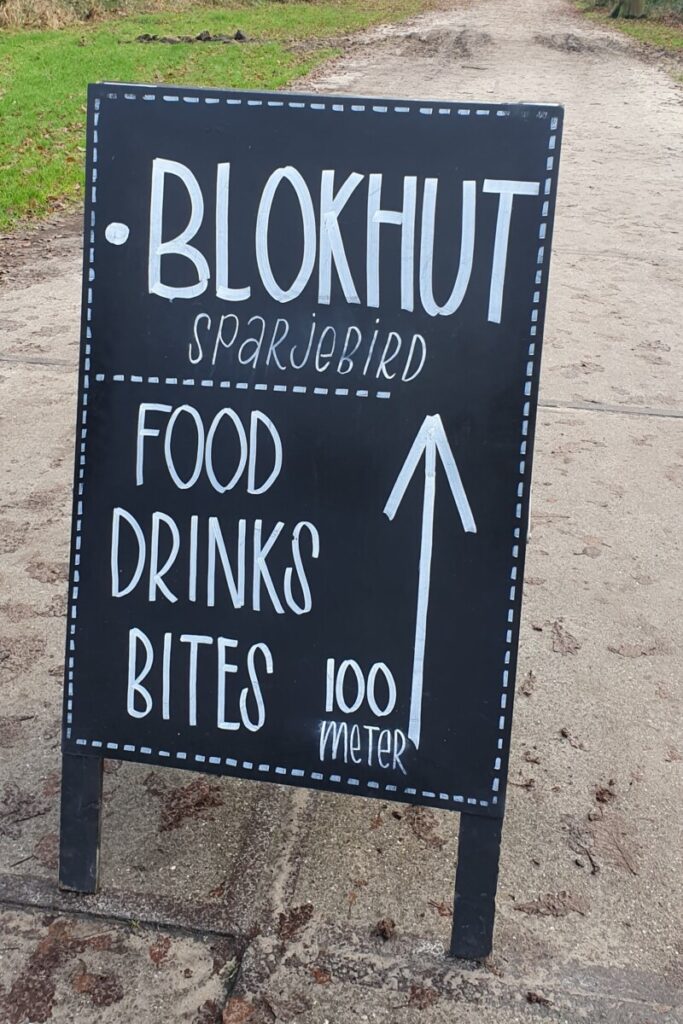 • BLOKHUT
SPARJEBIRD
FOOD
DRINKS
BITES
100
METER